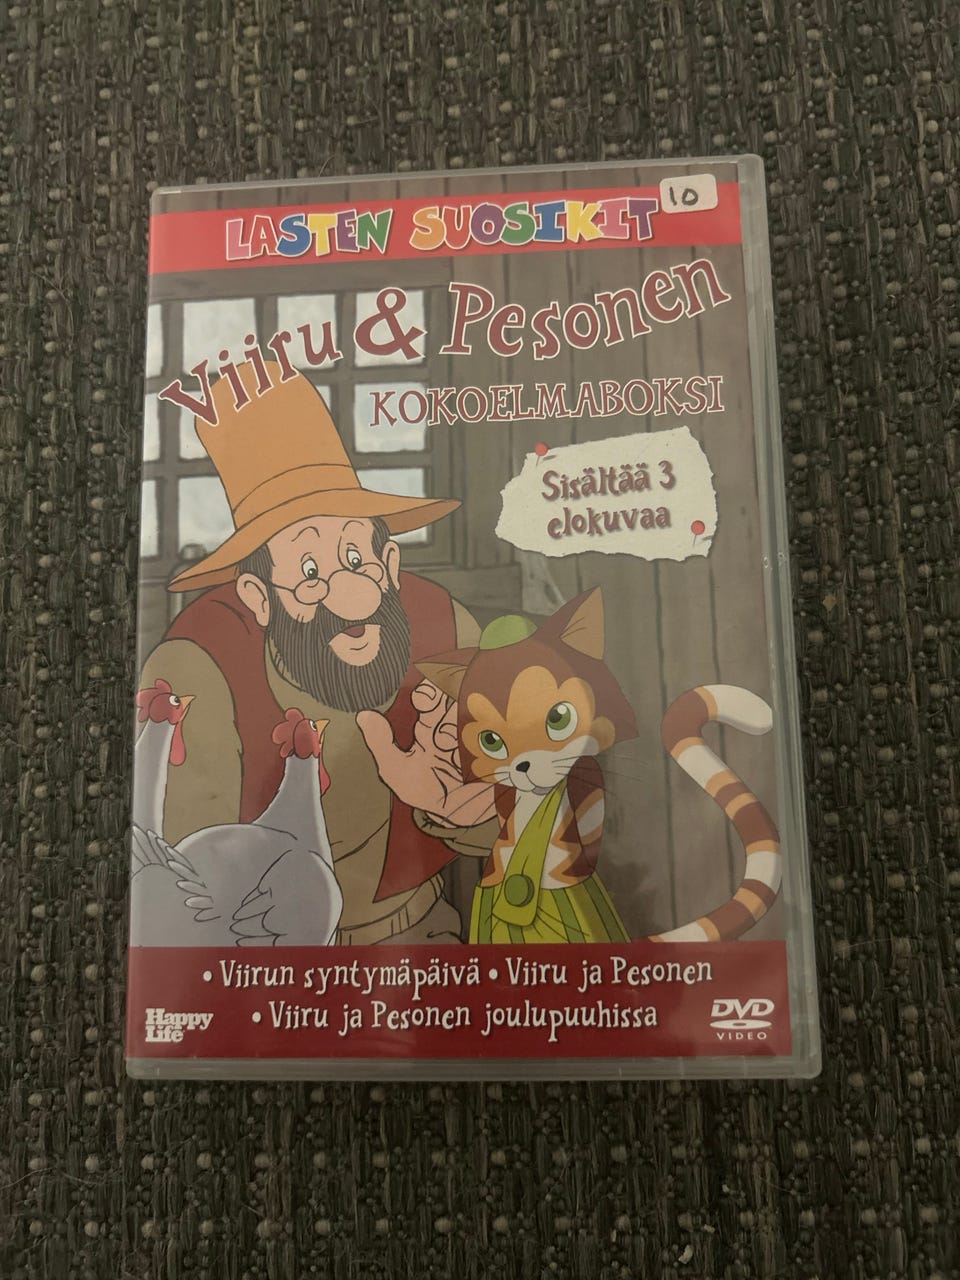 10
LASTEN SUOSIKIT
Viiru & Pesonen
KOKOELMABOKSI
Sisältää 3
elokuvaa
• Viirun syntymäpäivä • Viiru ja Pesonen
• Viiru ja Pesonen joulupuuhissa
Happy
Life
DVD
VIDEO